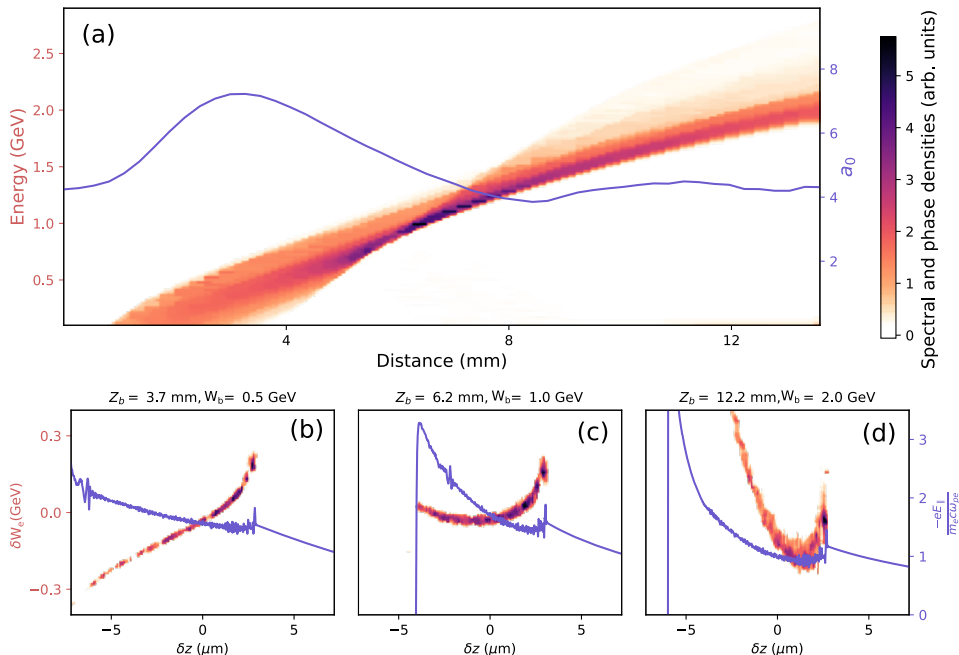 (a)
Energy (GeV)
2.5
2.0
1.5
1.0
0.5
4
8
12
Distance (mm)
8
6
4
2
a₀
5
4
3
2
1
0
Spectral and phase densities (arb. units)
Z_b = 3.7 mm, W_b= 0.5 GeV
(b)
δW_e(GeV)
0.3
0.0
−0.3
−5
0
5
δz (μm)
Z_b = 6.2 mm, W_b= 1.0 GeV
(c)
−5
0
5
δz (μm)
Z_b = 12.2 mm, W_b= 2.0 GeV
(d)
−5
0
5
δz (μm)
3
2
1
0
−eE_∥
m_ecω_pe